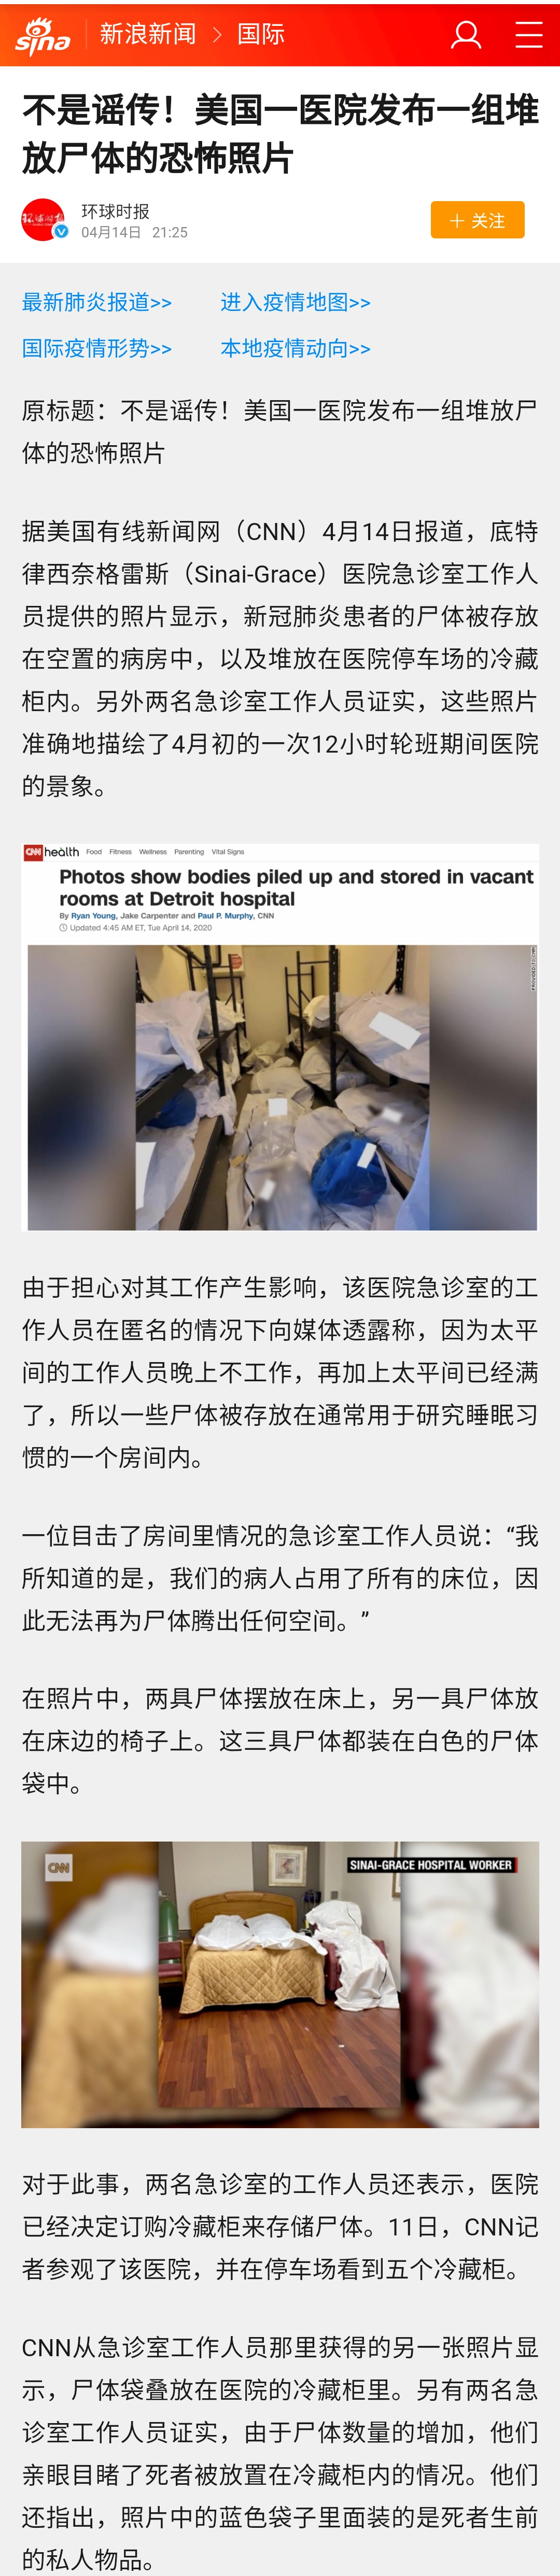 sina
新浪新闻 > 国际
不是谣传！美国一医院发布一组堆
放尸体的恐怖照片
环球时报
环球时报
04月14日 21:25
+ 关注
最新肺炎报道>> 进入疫情地图>>
国际疫情形势>> 本地疫情动向>>
原标题：不是谣传！美国一医院发布一组堆放尸
体的恐怖照片
据美国有线新闻网（CNN）4月14日报道，底特
律西奈格雷斯（Sinai-Grace）医院急诊室工作人
员提供的照片显示，新冠肺炎患者的尸体被存放
在空置的病房中，以及堆放在医院停车场的冷藏
柜内。另外两名急诊室工作人员证实，这些照片
准确地描绘了4月初的一次12小时轮班期间医院
的景象。
CNN health Food Fitness Wellness Parenting Vital Signs
Photos show bodies piled up and stored in vacant
rooms at Detroit hospital
By Ryan Young, Jake Carpenter and Paul P. Murphy, CNN
Updated 4:45 AM ET, Tue April 14, 2020
PROVIDED TO CNN
由于担心对其工作产生影响，该医院急诊室的工
作人员在匿名的情况下向媒体透露称，因为太平
间的工作人员晚上不工作，再加上太平间已经满
了，所以一些尸体被存放在通常用于研究睡眠习
惯的一个房间内。
一位目击了房间里情况的急诊室工作人员说：“我
所知道的是，我们的病人占用了所有的床位，因
此无法再为尸体腾出任何空间。”
在照片中，两具尸体摆放在床上，另一具尸体放
在床边的椅子上。这三具尸体都装在白色的尸体
袋中。
CNN
SINAI-GRACE HOSPITAL WORKER
对于此事，两名急诊室的工作人员还表示，医院
已经决定订购冷藏柜来存储尸体。11日，CNN记
者参观了该医院，并在停车场看到五个冷藏柜。
CNN从急诊室工作人员那里获得的另一张照片显
示，尸体袋叠放在医院的冷藏柜里。另有两名急
诊室工作人员证实，由于尸体数量的增加，他们
亲眼目睹了死者被放置在冷藏柜内的情况。他们
还指出，照片中的蓝色袋子里面装的是死者生前
的私人物品。